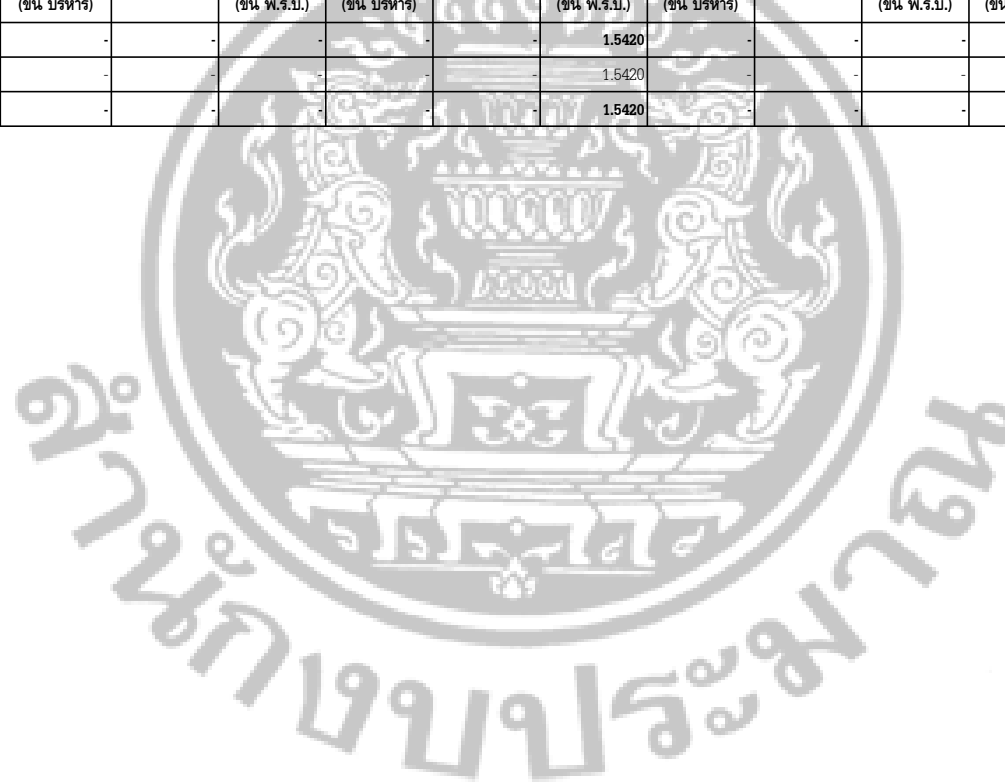 (ขั้น บริหาร) (ขั้น พ.ร.บ.) (ขั้น บริหาร) (ขั้น พ.ร.บ.) (ขั้น บริหาร) (ขั้น พ.ร.บ.)
- - - - - 1.5420 - - -
- - - - - 1.5420 - - -
- - - - - 1.5420 - - -
สำนักงบประมาณ